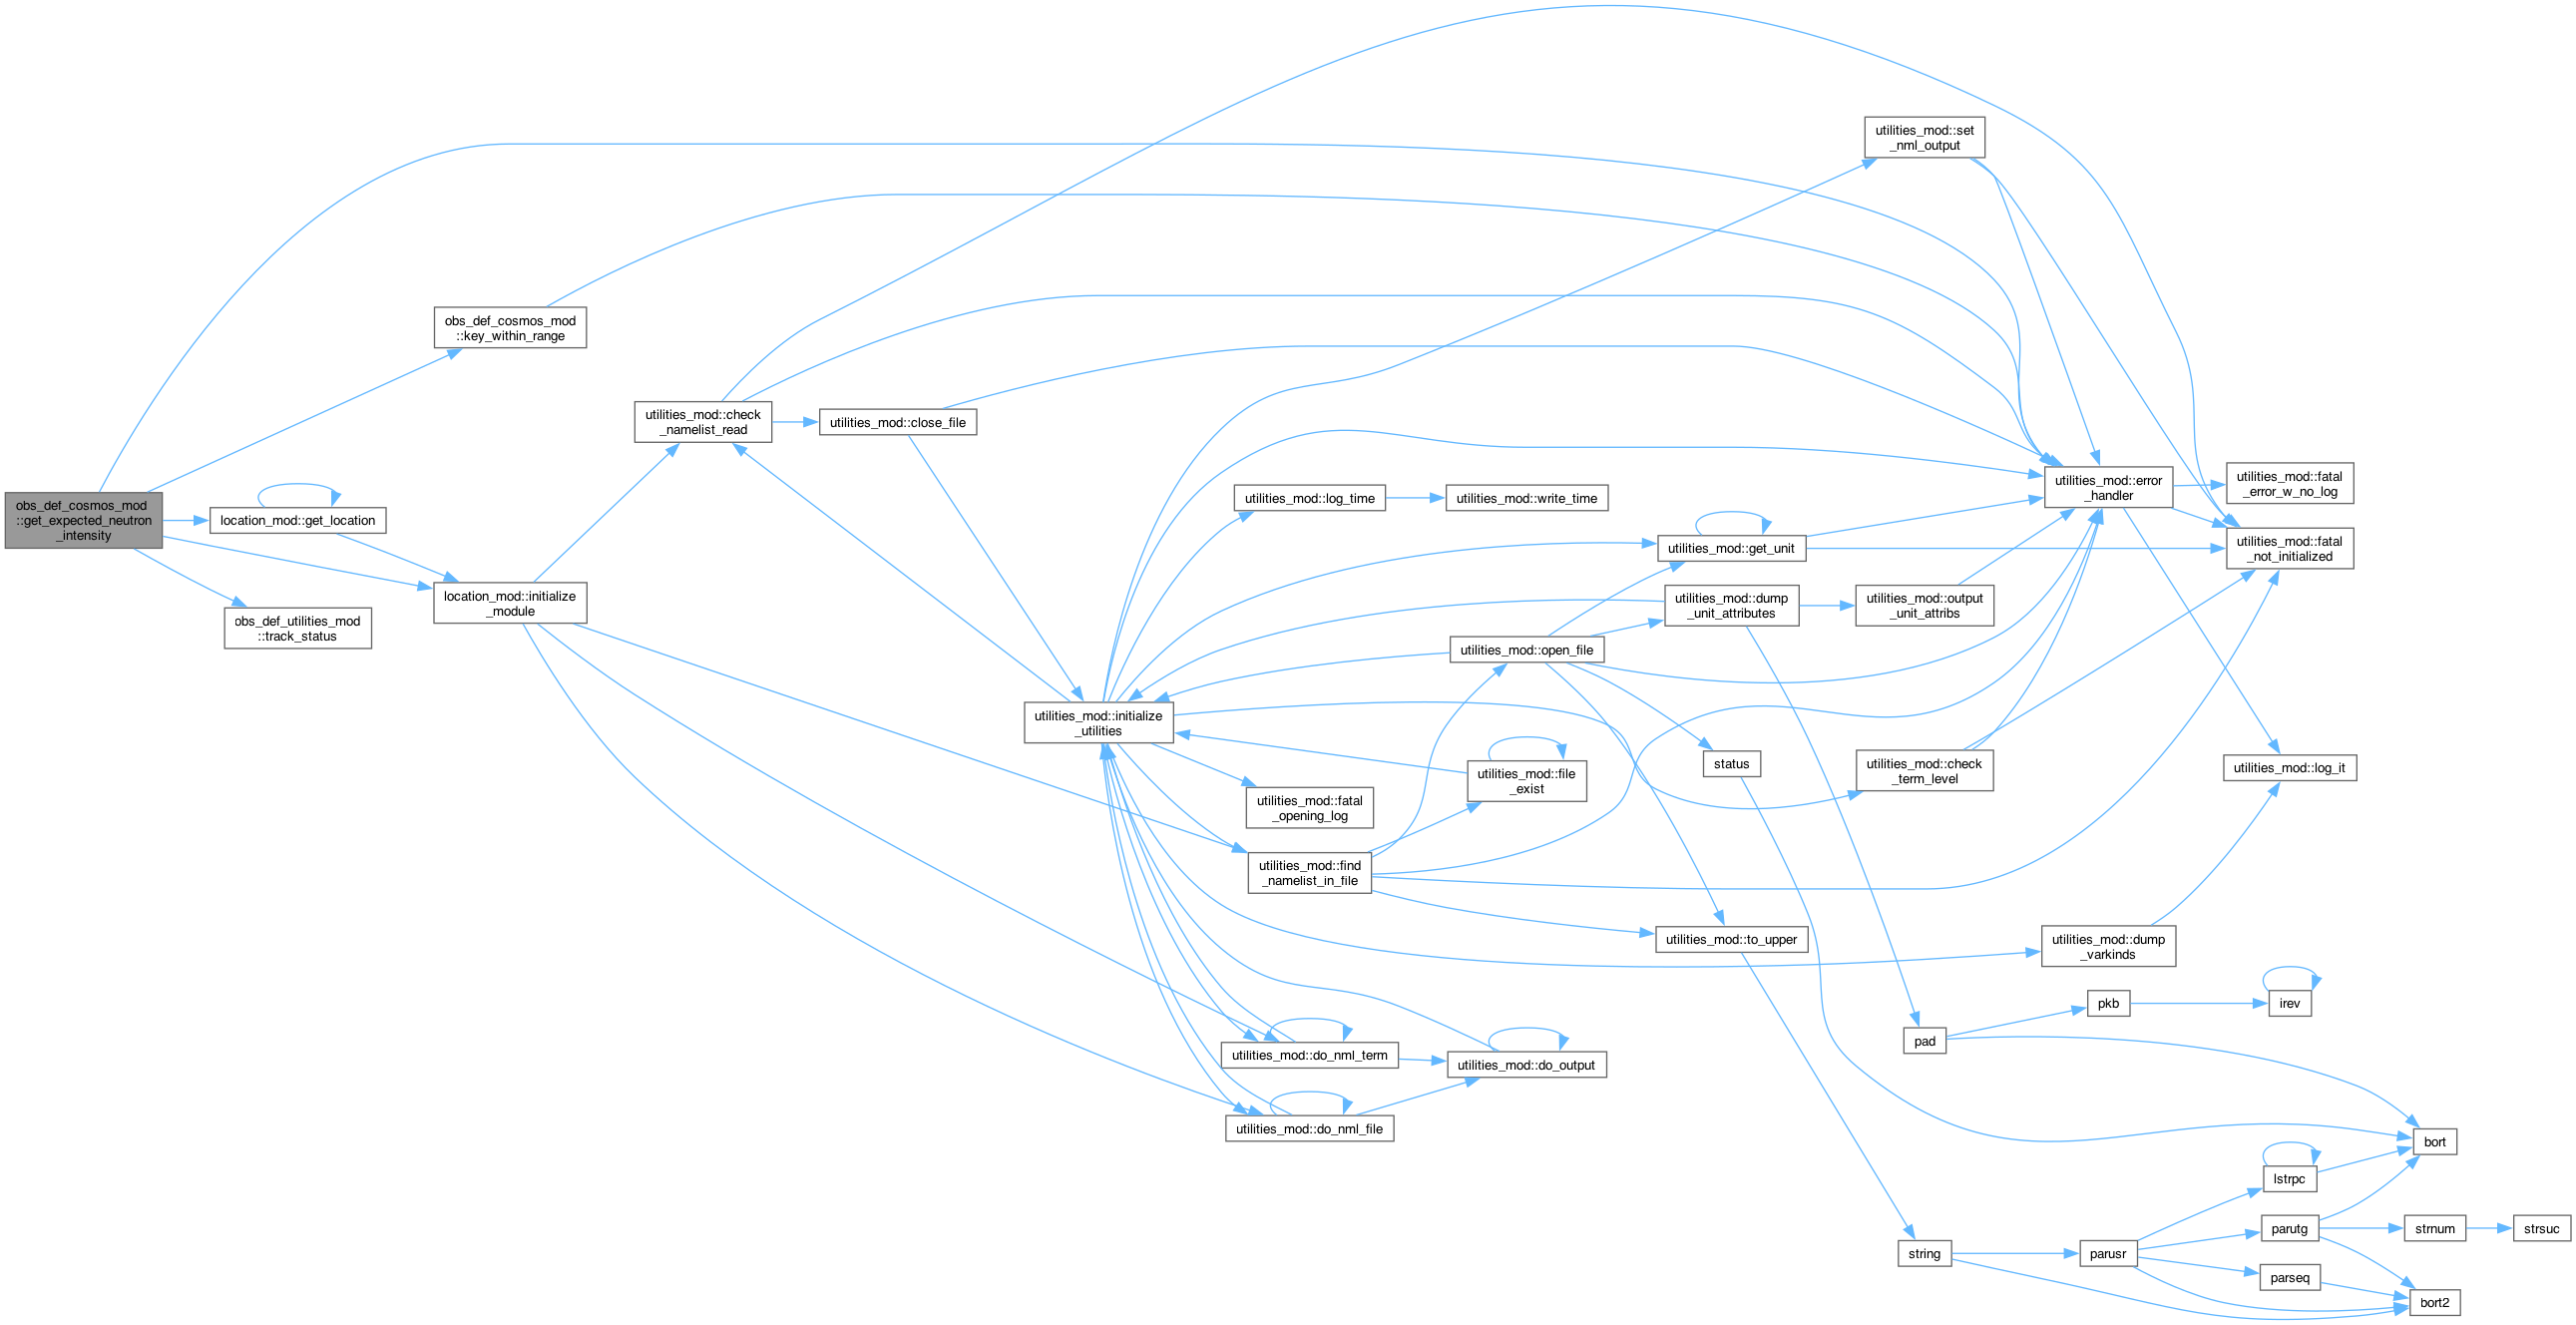 obs_def_cosmos_mod
::get_expected_neutron
_intensity
location_mod::get_location
obs_def_utilities_mod
::track_status
obs_def_cosmos_mod
::key_within_range
location_mod::initialize
_module
utilities_mod::check
_namelist_read
utilities_mod::close_file
utilities_mod::initialize
_utilities
utilities_mod::log_time
utilities_mod::fatal
_opening_log
utilities_mod::find
_namelist_in_file
utilities_mod::do_nml_term
utilities_mod::do_nml_file
utilities_mod::write_time
utilities_mod::open_file
utilities_mod::file
_exist
utilities_mod::do_output
utilities_mod::get_unit
utilities_mod::dump
_unit_attributes
status
utilities_mod::to_upper
utilities_mod::set
_nml_output
utilities_mod::output
_unit_attribs
utilities_mod::check
_term_level
pad
string
utilities_mod::error
_handler
utilities_mod::dump
_varkinds
pkb
parusr
utilities_mod::fatal
_error_w_no_log
utilities_mod::fatal
_not_initialized
utilities_mod::log_it
irev
lstrpc
parutg
parseq
bort
strnum
bort2
strsuc